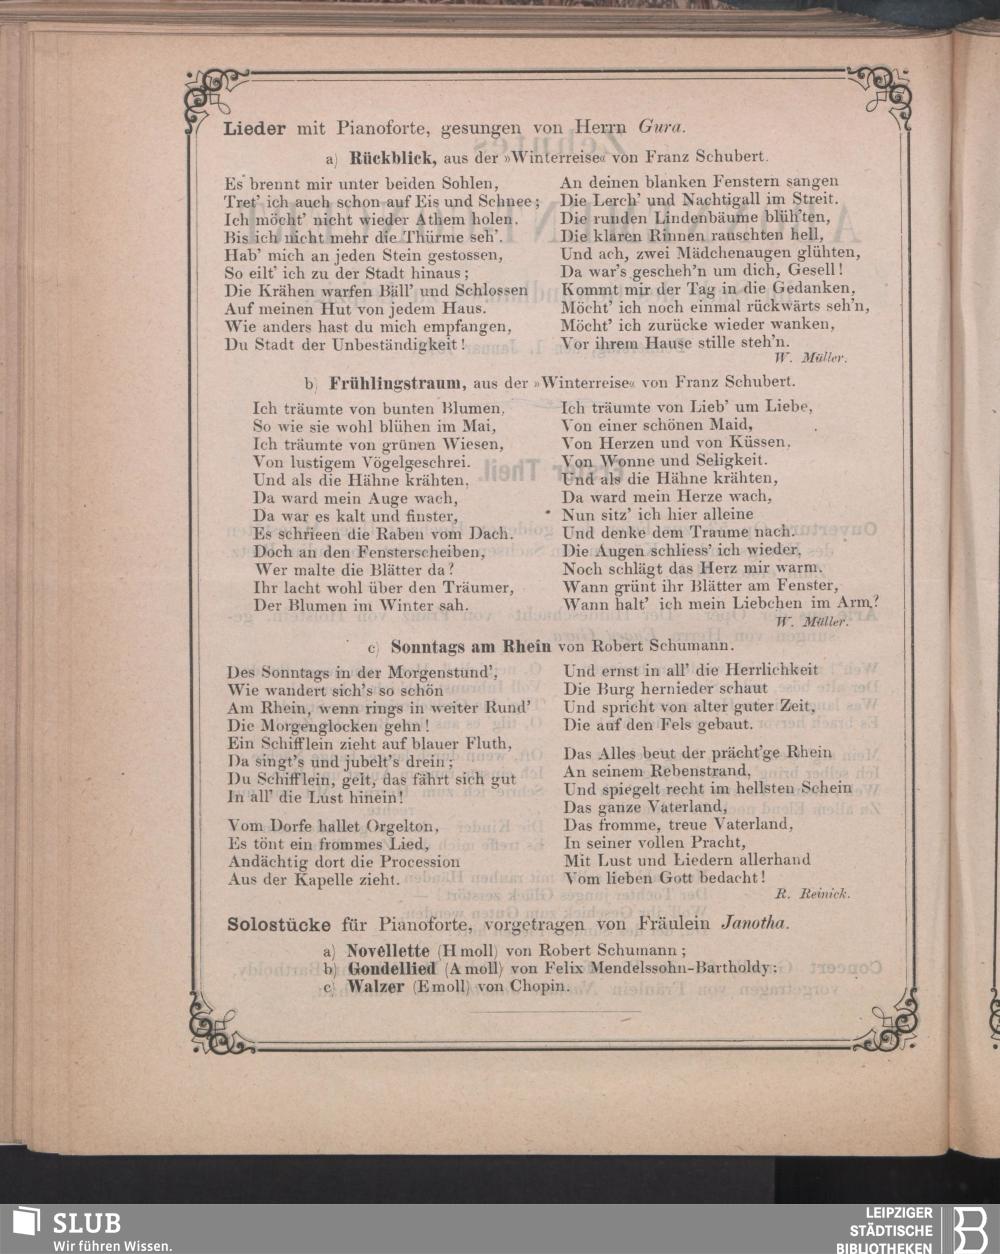 Lieder mit Pianoforte, gesungen von Herrn Gura.
a) Rückblick, aus der »Winterreise« von Franz Schubert.
Es brennt mir unter beiden Sohlen,
Tret' ich auch schon auf Eis und Schnee;
Ich möcht' nicht wieder Athem holen.
Bis ich nicht mehr die Thürme seh'.
Hab' mich an jeden Stein gestossen,
So eilt' ich zu der Stadt hinaus;
Die Krähen warfen Bäll' und Schlossen
Auf meinen Hut von jedem Haus.
Wie anders hast du mich empfangen,
Du Stadt der Unbeständigkeit!
An deinen blanken Fenstern sangen
Die Lerch' und Nachtigall im Streit.
Die runden Lindenbäume blüh'ten,
Die klaren Rinnen rauschten hell,
Und ach, zwei Mädchenaugen glühten,
Da war's gescheh'n um dich, Gesell!
Kommt mir der Tag in die Gedanken,
Möcht' ich noch einmal rückwärts seh'n,
Möcht' ich zurücke wieder wanken,
Vor ihrem Hause stille steh'n.
W. Müller.
b) Frühlingstraum, aus der »Winterreise« von Franz Schubert.
Ich träumte von bunten Blumen,
So wie sie wohl blühen im Mai,
Ich träumte von grünen Wiesen,
Von lustigem Vögelgeschrei.
Und als die Hähne krähten,
Da ward mein Auge wach,
Da war es kalt und finster,
Es schrieen die Raben vom Dach.
Doch an den Fensterscheiben,
Wer malte die Blätter da?
Ihr lacht wohl über den Träumer,
Der Blumen im Winter sah.
Ich träumte von Lieb' um Liebe,
Von einer schönen Maid,
Von Herzen und von Küssen,
Von Wonne und Seligkeit.
Und als die Hähne krähten,
Da ward mein Herze wach,
Nun sitz' ich hier alleine
Und denke dem Traume nach.
Die Augen schliess' ich wieder,
Noch schlägt das Herz mir warm.
Wann grünt ihr Blätter am Fenster,
Wann halt' ich mein Liebchen im Arm?
W. Müller.
c) Sonntags am Rhein von Robert Schumann.
Des Sonntags in der Morgenstund',
Wie wandert sich's so schön
Am Rhein, wenn rings in weiter Rund'
Die Morgenglocken gehn!
Ein Schifflein zieht auf blauer Fluth,
Da singt's und jubelt's drein;
Du Schifflein, gelt, das fährt sich gut
In all' die Lust hinein!
Vom Dorfe hallet Orgelton,
Es tönt ein frommes Lied,
Andächtig dort die Procession
Aus der Kapelle zieht.
Und ernst in all' die Herrlichkeit
Die Burg hernieder schaut
Und spricht von alter guter Zeit,
Die auf den Fels gebaut.
Das Alles beut der prächt'ge Rhein
An seinem Rebenstrand,
Und spiegelt recht im hellsten Schein
Das ganze Vaterland,
Das fromme, treue Vaterland,
In seiner vollen Pracht,
Mit Lust und Liedern allerhand
Vom lieben Gott bedacht!
R. Reinick.
Solostücke für Pianoforte, vorgetragen von Fräulein Janotha.
a) Novellette (H moll) von Robert Schumann;
b) Gondellied (A moll) von Felix Mendelssohn-Bartholdy;
c) Walzer (E moll) von Chopin.
SLUB
Wir führen Wissen.
LEIPZIGER
STÄDTISCHE
BIBLIOTHEKEN